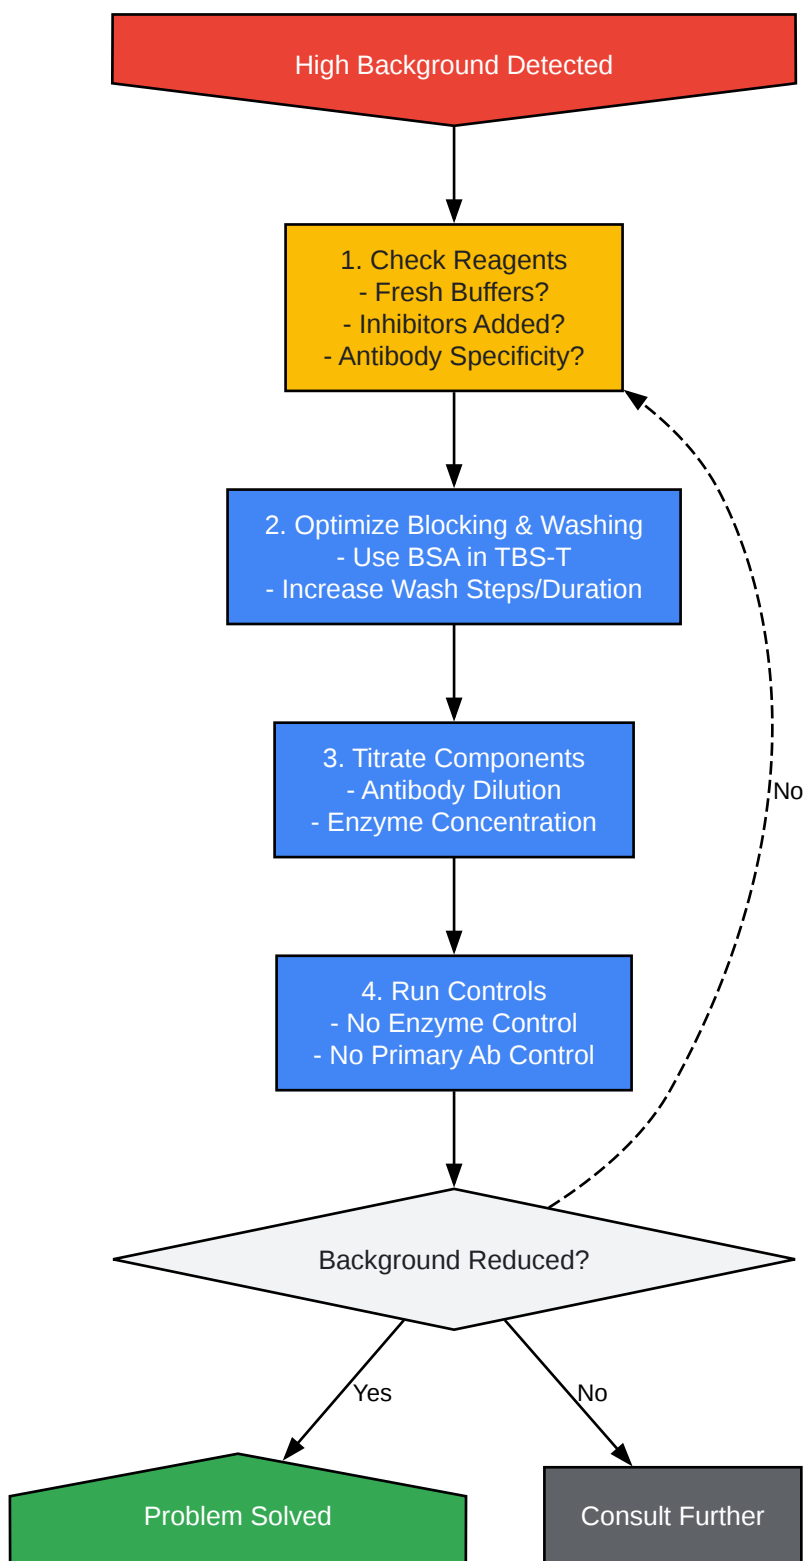 High Background Detected
1. Check Reagents
- Fresh Buffers?
- Inhibitors Added?
- Antibody Specificity?
2. Optimize Blocking & Washing
- Use BSA in TBS-T
- Increase Wash Steps/Duration
3. Titrate Components
- Antibody Dilution
- Enzyme Concentration
No
4. Run Controls
- No Enzyme Control
- No Primary Ab Control
Background Reduced?
Yes
No
Problem Solved
Consult Further